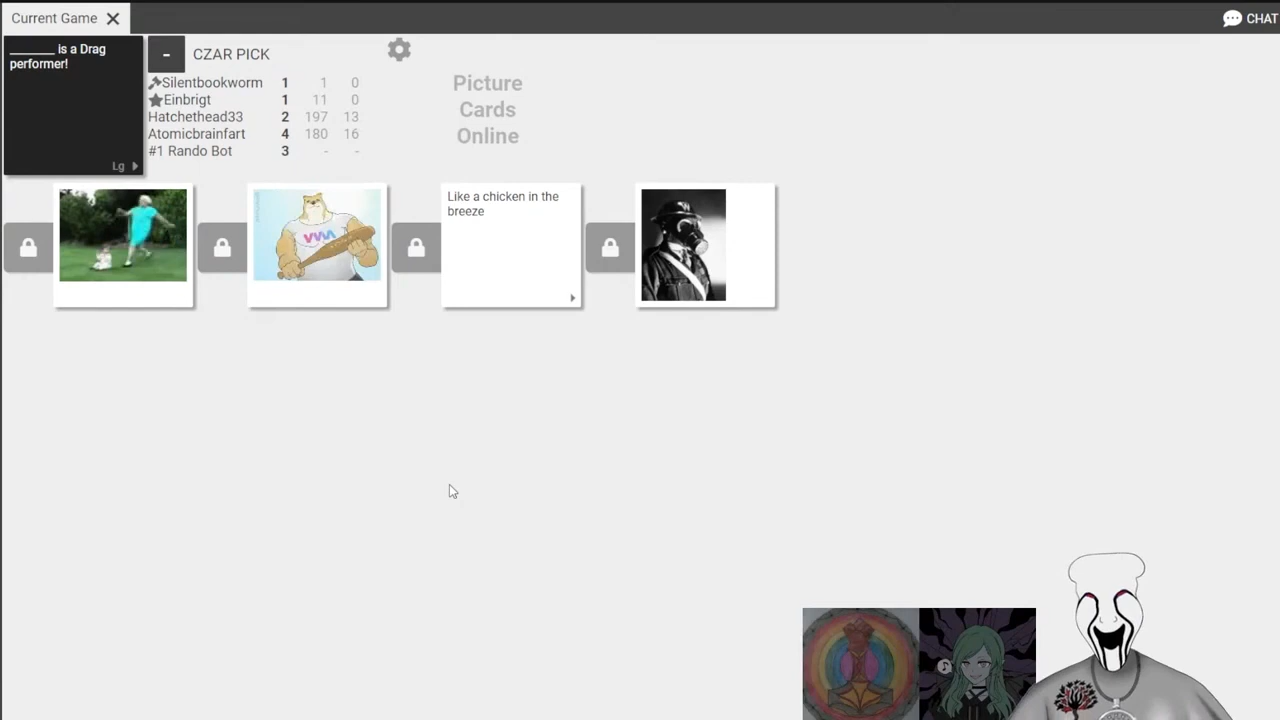 Current Game
CHAT
_______ is a Drag
performer!
Lg
-
CZAR PICK
Silentbookworm 1 1 0
Einbrigt 1 11 0
Hatchethead33 2 197 13
Atomicbrainfart 4 180 16
#1 Rando Bot 3 - -
Picture
Cards
Online
Like a chicken in the
breeze